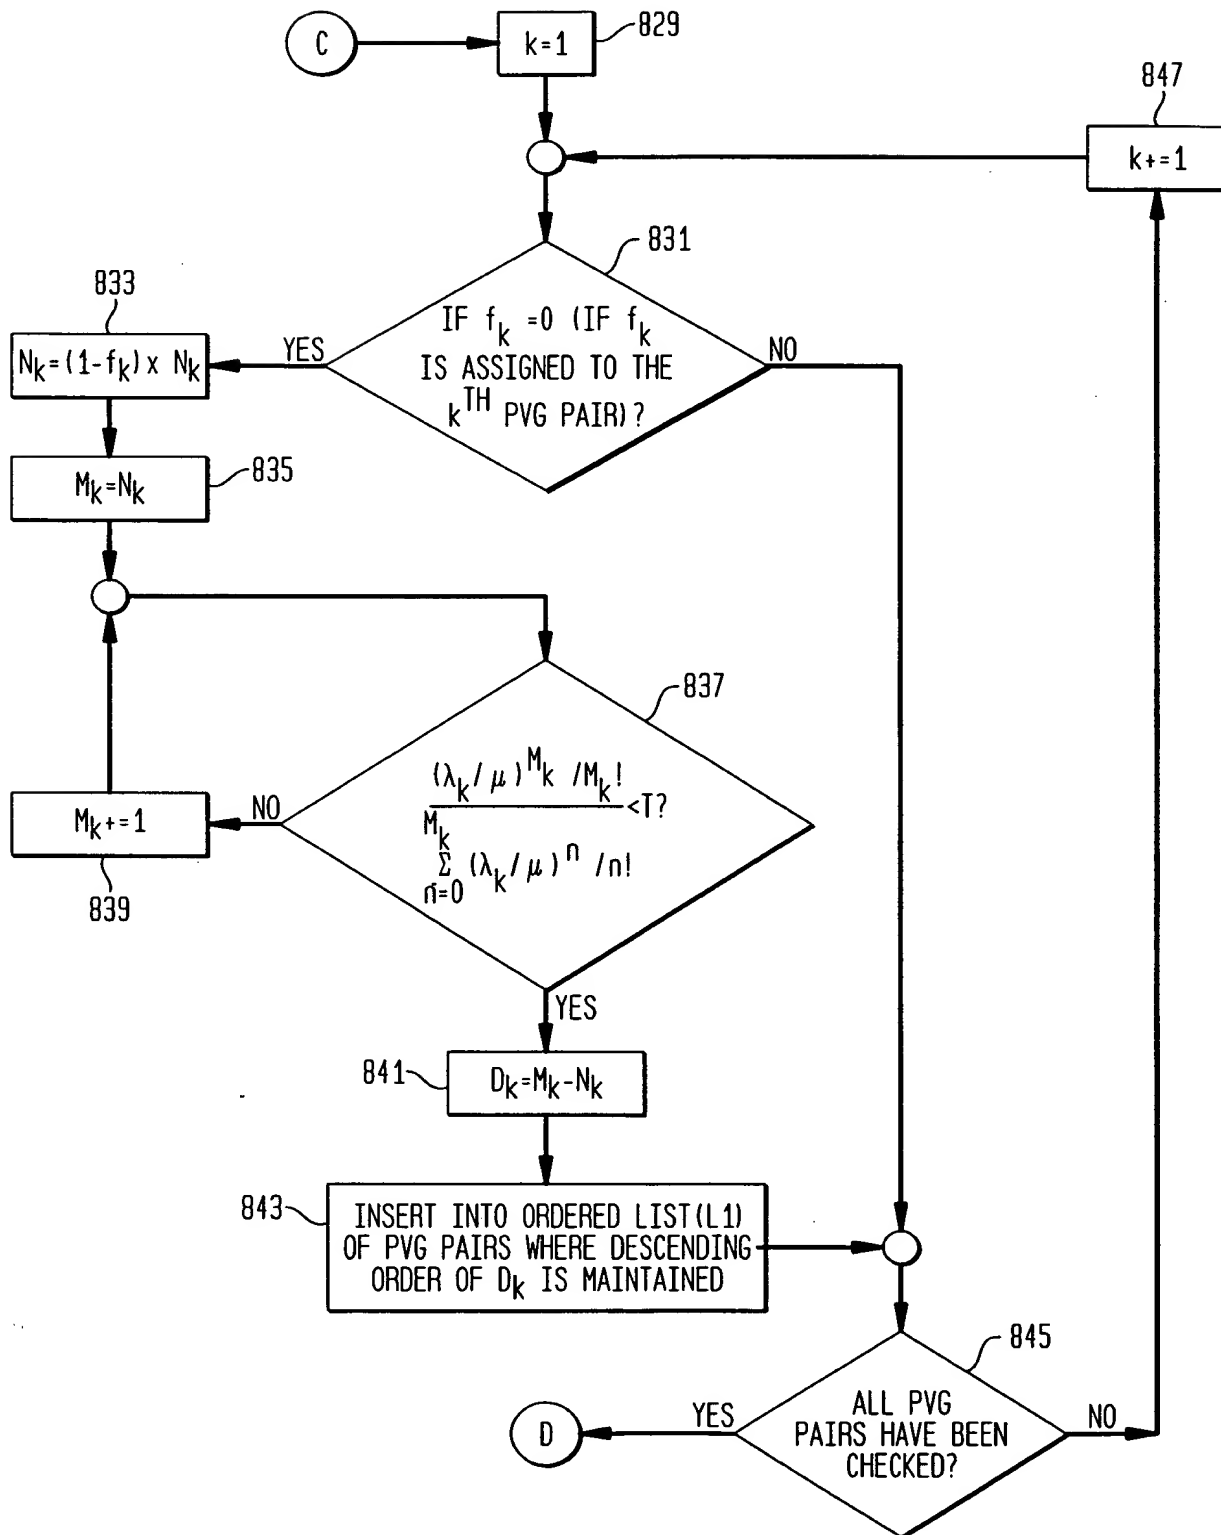 C
k=1
829
847
k+=1
831
IF f_k =0 (IF f_k
IS ASSIGNED TO THE
k^TH PVG PAIR)?
YES
NO
833
N_k=(1-f_k) x N_k
M_k=N_k
835
837
(λ_k/μ)^M_k /M_k!
<T?
M_k
Σ (λ_k/μ)^n /n!
n=0
NO
M_k+=1
839
YES
841
D_k=M_k-N_k
843
INSERT INTO ORDERED LIST(L1)
OF PVG PAIRS WHERE DESCENDING
ORDER OF D_k IS MAINTAINED
845
ALL PVG
PAIRS HAVE BEEN
CHECKED?
YES
NO
D